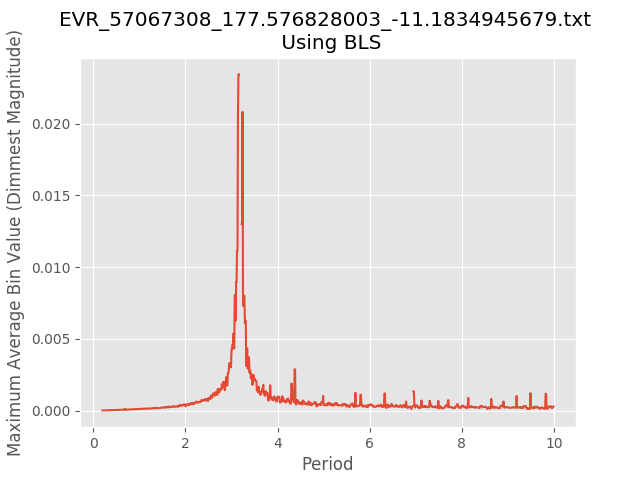 EVR_57067308_177.576828003_-11.1834945679.txt
Using BLS
Maximum Average Bin Value (Dimmest Magnitude)
0.020
0.015
0.010
0.005
0.000
0
2
4
6
8
10
Period